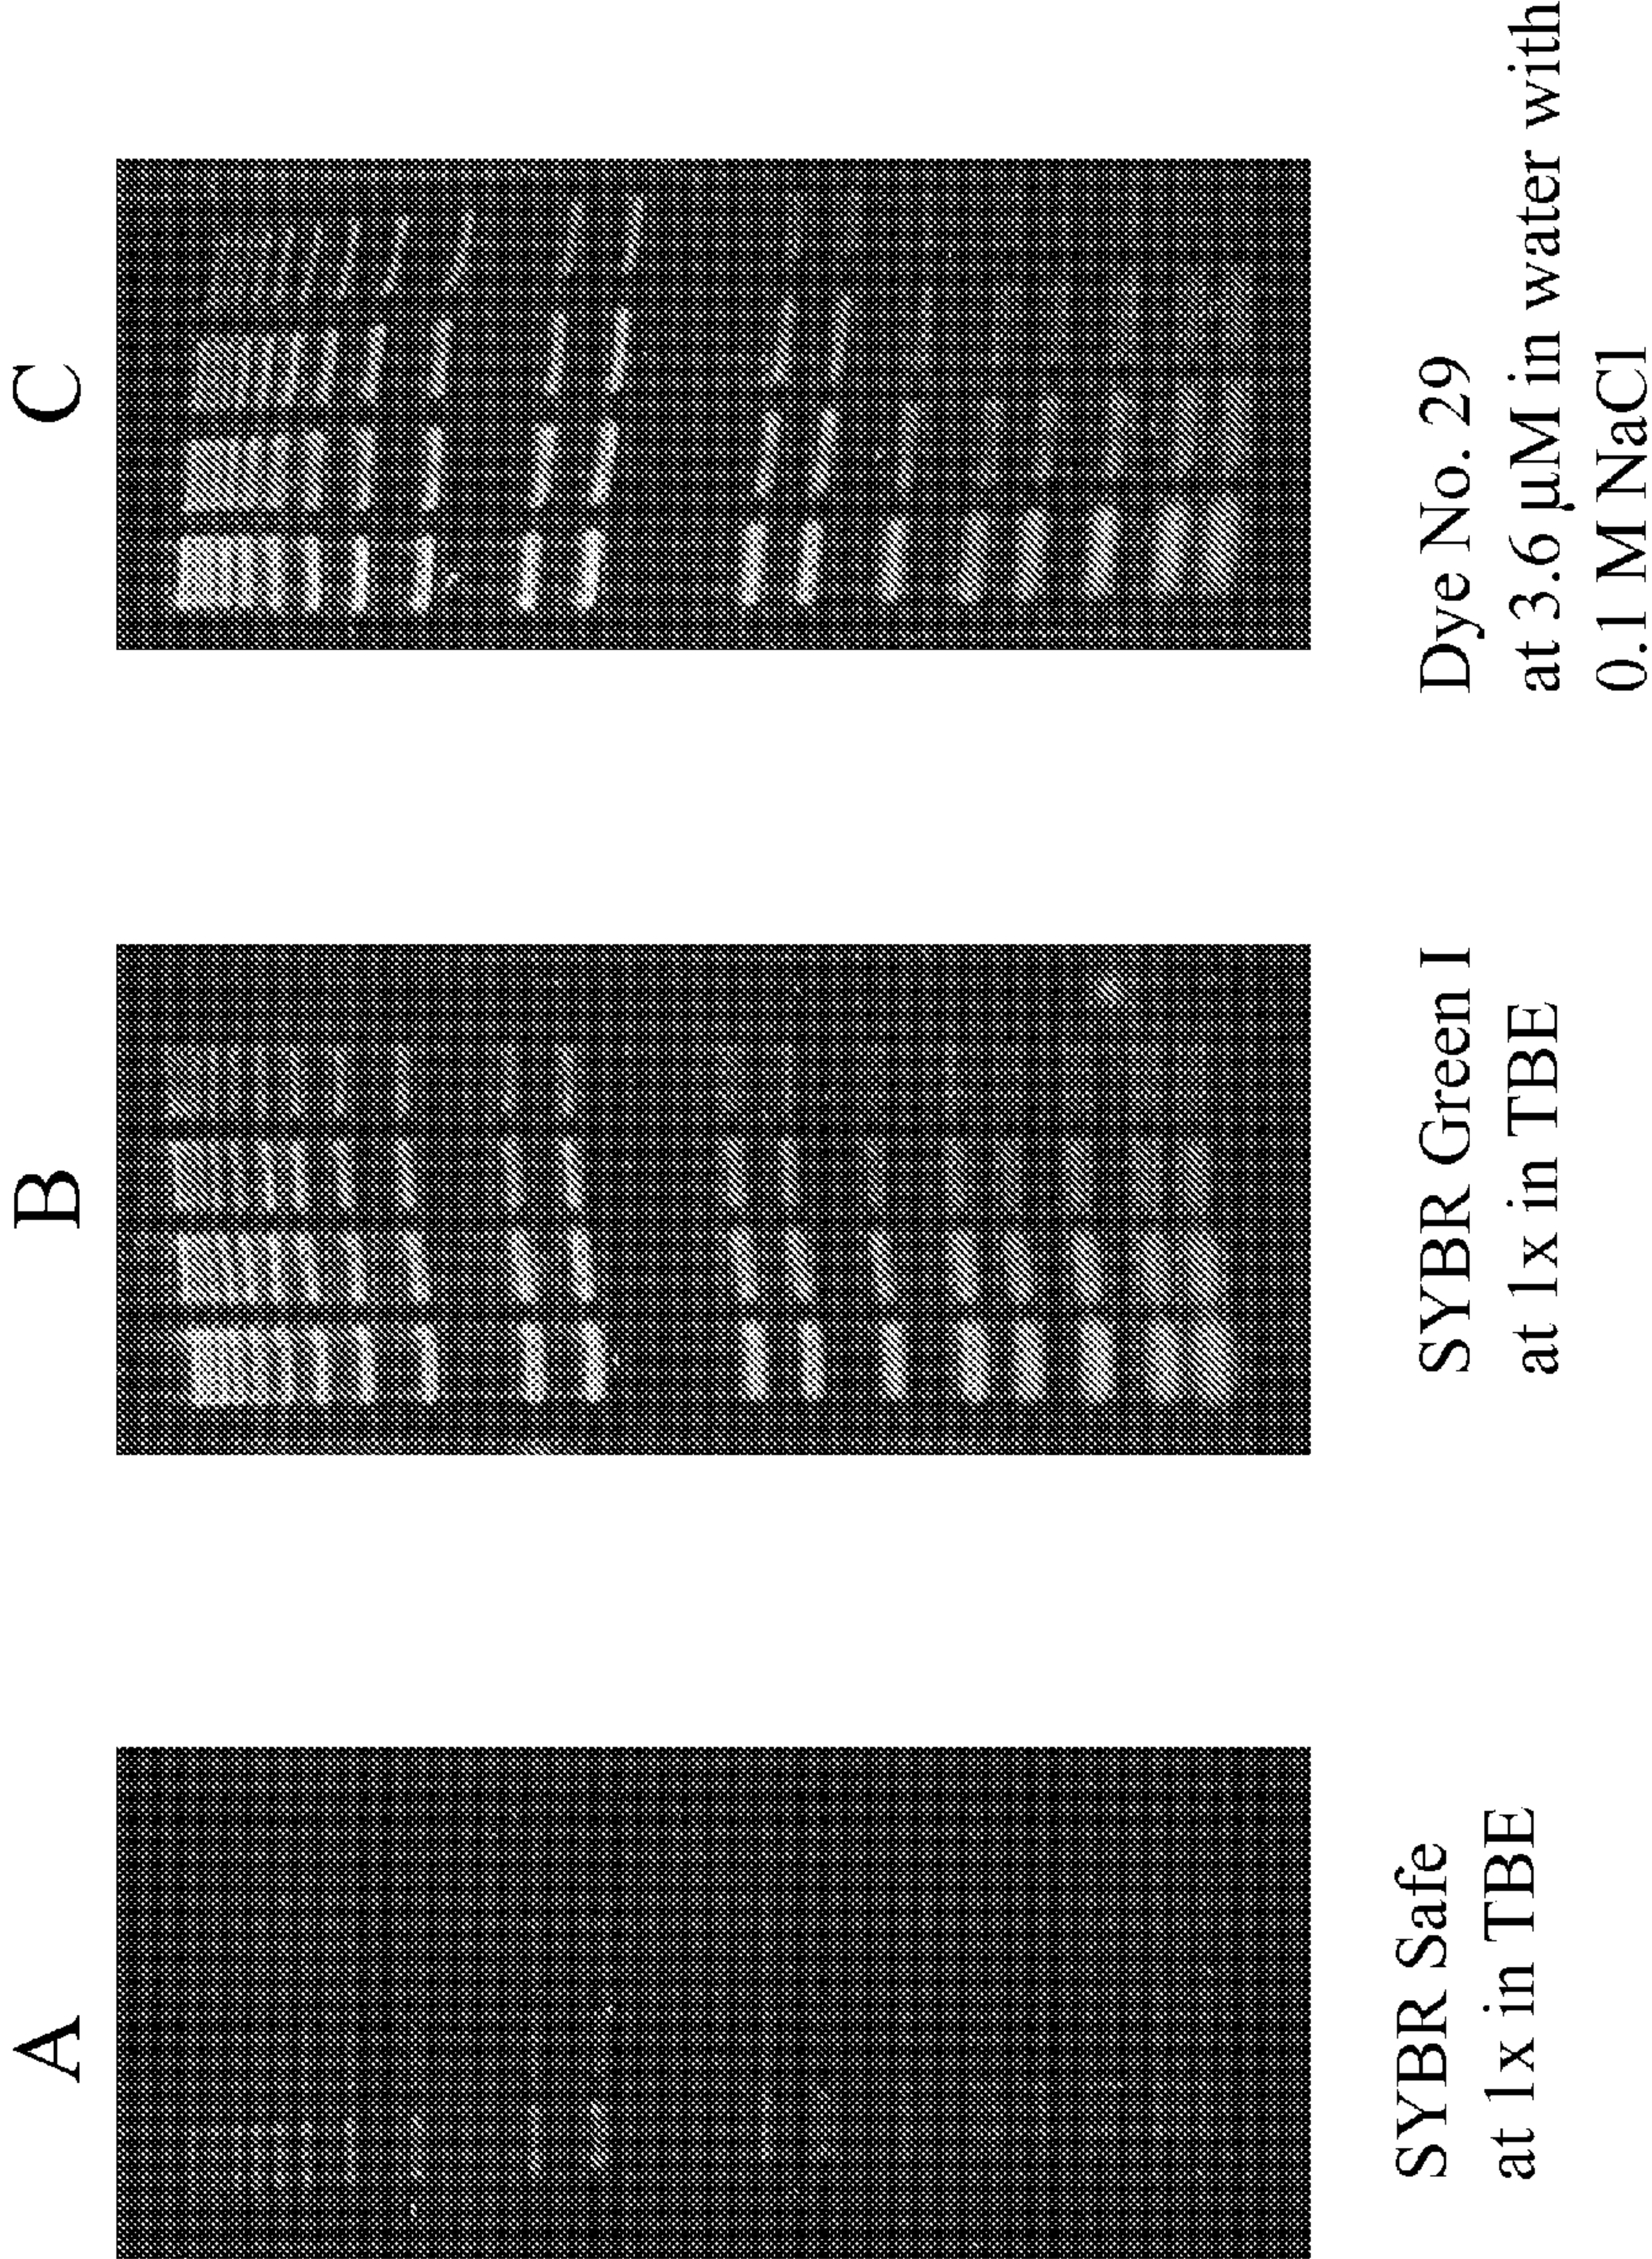 A
B
C
SYBR Safe
at 1x in TBE
SYBR Green I
at 1x in TBE
Dye No. 29
at 3.6 µM in water with
0.1 M NaCl